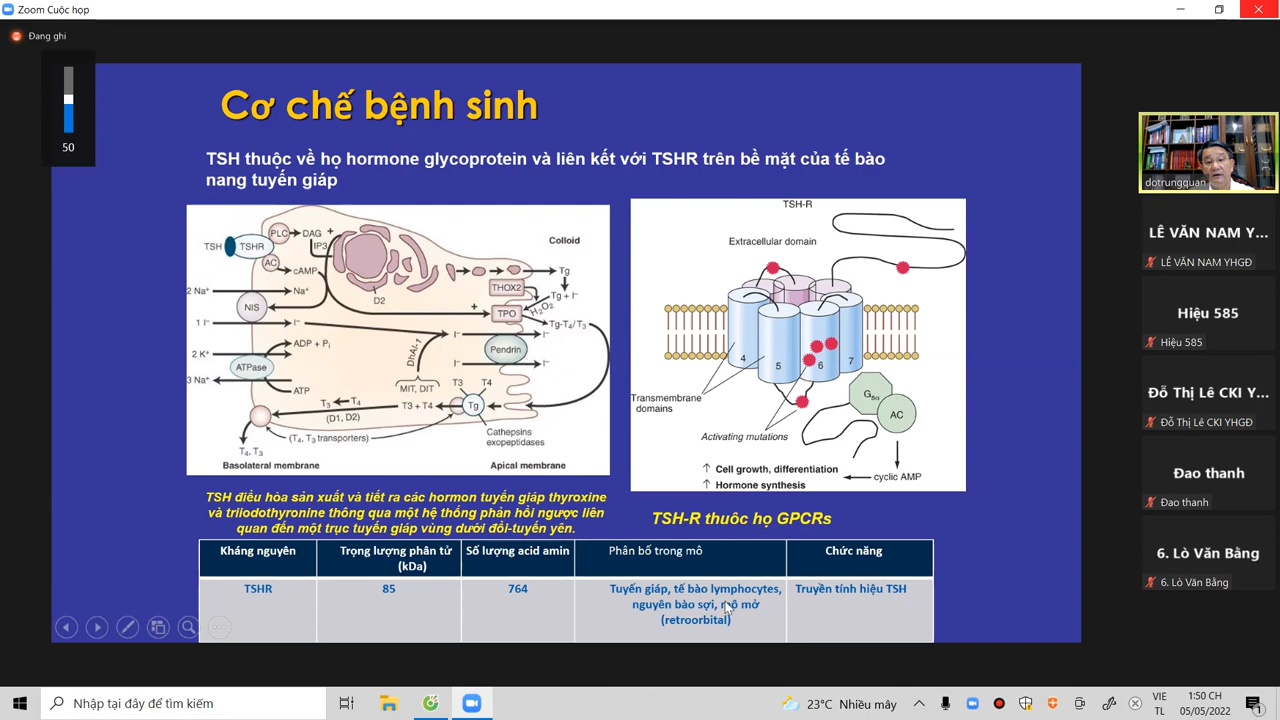 Zoom Cuộc họp
Đang ghi
50
Cơ chế bệnh sinh
TSH thuộc về họ hormone glycoprotein và liên kết với TSHR trên bề mặt của tế bào
nang tuyến giáp
TSH
TSHR
PLC
DAG
+
IP3
AC
cAMP
D2
Colloid
Tg
THOX2
Tg + I⁻
H₂O₂
+
TPO
Tg-T₄/T₃
2 Na⁺
Na⁺
NIS
1 I⁻
I⁻
I⁻
I⁻
DhAl-1
Pendrin
I⁻
I⁻
2 K⁺
ADP + Pᵢ
ATPase
3 Na⁺
ATP
MIT, DIT
T3
T4
T₃
T₄
(D1, D2)
T3 + T4
Tg
(T₄, T₃ transporters)
Cathepsins
exopeptidases
T₄, T₃
Basolateral membrane
Apical membrane
TSH-R
Extracellular domain
4
5
6
7
Transmembrane
domains
Gsα
AC
Activating mutations
↑ Cell growth, differentiation
cyclic AMP
↑ Hormone synthesis
TSH điều hòa sản xuất và tiết ra các hormon tuyến giáp thyroxine
và triiodothyronine thông qua một hệ thống phản hồi ngược liên
quan đến một trục tuyến giáp vùng dưới đồi-tuyến yên.
TSH-R thuôc họ GPCRs
Kháng nguyên
Trọng lượng phân tử
(kDa)
Số lượng acid amin
Phân bố trong mô
Chức năng
TSHR
85
764
Tuyến giáp, tế bào lymphocytes,
nguyên bào sợi, mô mở
(retroorbital)
Truyền tính hiệu TSH
dotrungquan
LÊ VĂN NAM Y...
LÊ VĂN NAM YHGĐ
Hiệu 585
Hiệu 585
Đỗ Thị Lê CKI Y...
Đỗ Thị Lê CKI YHGĐ
Đao thanh
Đao thanh
6. Lò Văn Bằng
6. Lò Văn Bằng
Nhập tại đây để tìm kiếm
23°C Nhiều mây
VIE
TL
1:50 CH
05/05/2022
1